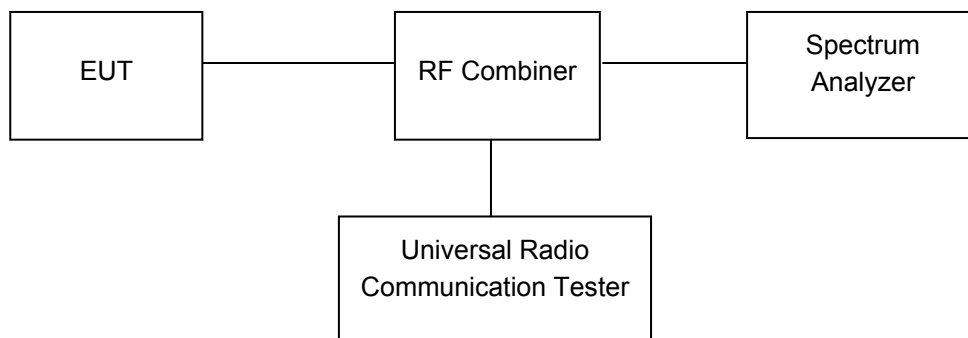 EUT
RF Combiner
Spectrum
Analyzer
Universal Radio
Communication Tester